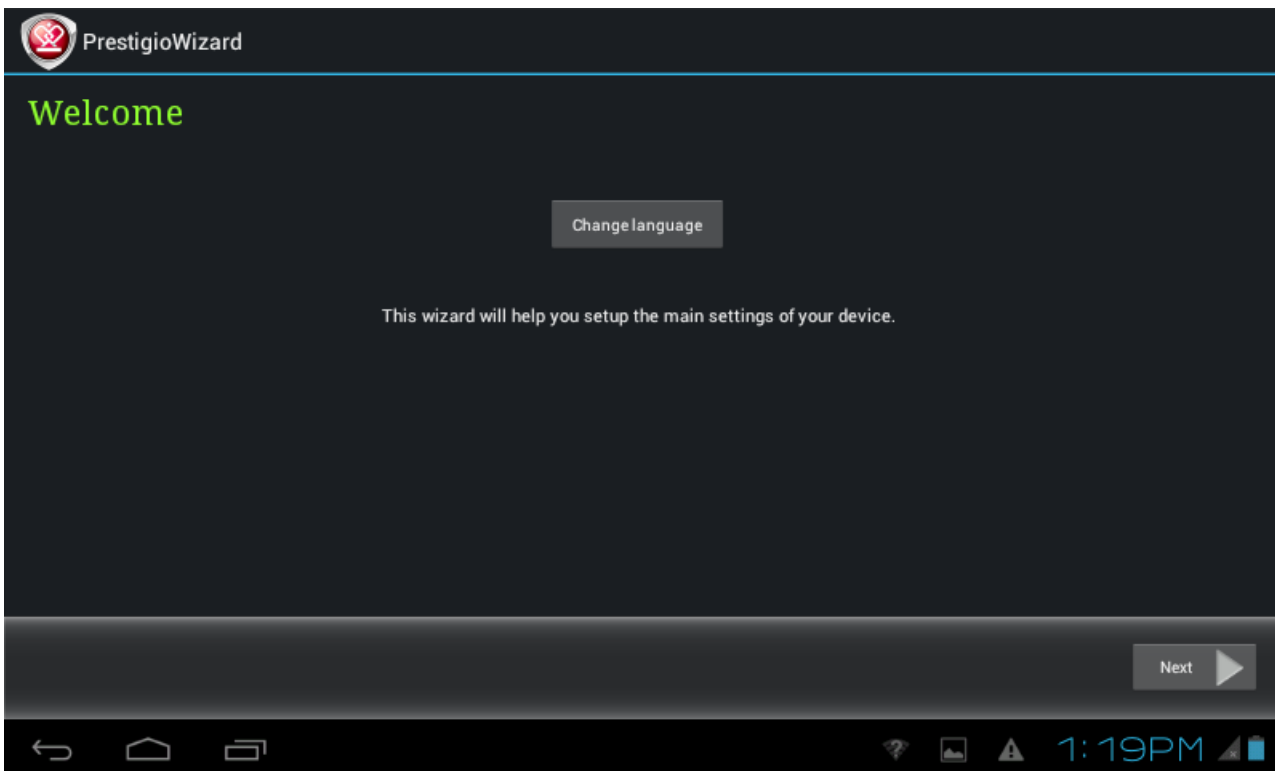 PrestigioWizard
Welcome
Change language
This wizard will help you setup the main settings of your device.
Next
1:19PM